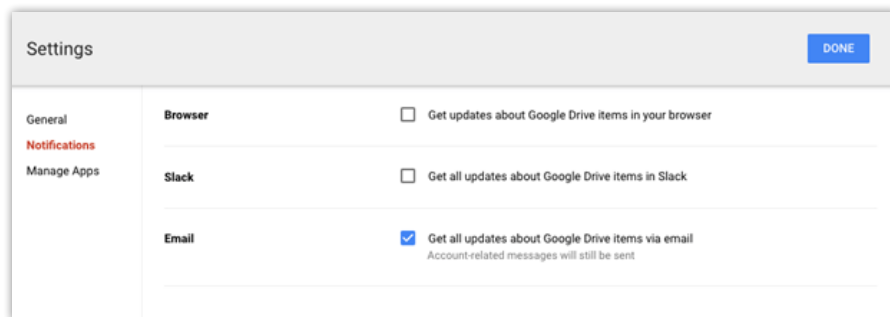 Settings
DONE
General
Notifications
Manage Apps
Browser
Get updates about Google Drive items in your browser
Slack
Get all updates about Google Drive items in Slack
Email
Get all updates about Google Drive items via email
Account-related messages will still be sent